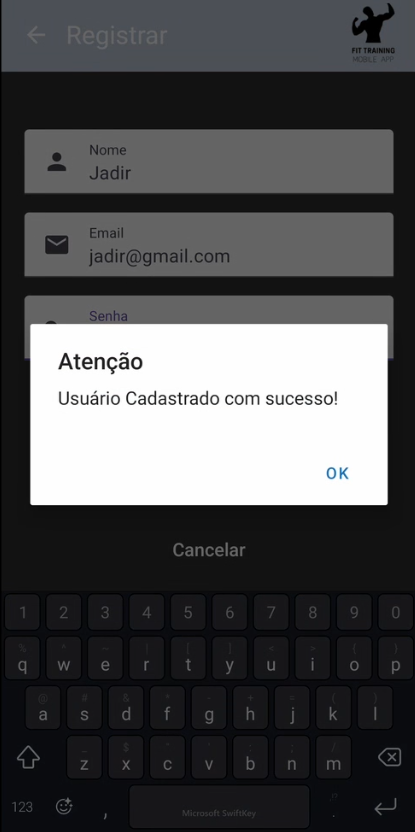 Registrar
FIT TRAINING
MOBILE APP
Nome
Jadir
Email
jadir@gmail.com
Senha
Atenção
Usuário Cadastrado com sucesso!
OK
Cancelar
1 2 3 4 5 6 7 8 9 0
q w e r t y u i o p
a s d f g h j k l
z x c v b n m
123 , Microsoft SwiftKey .